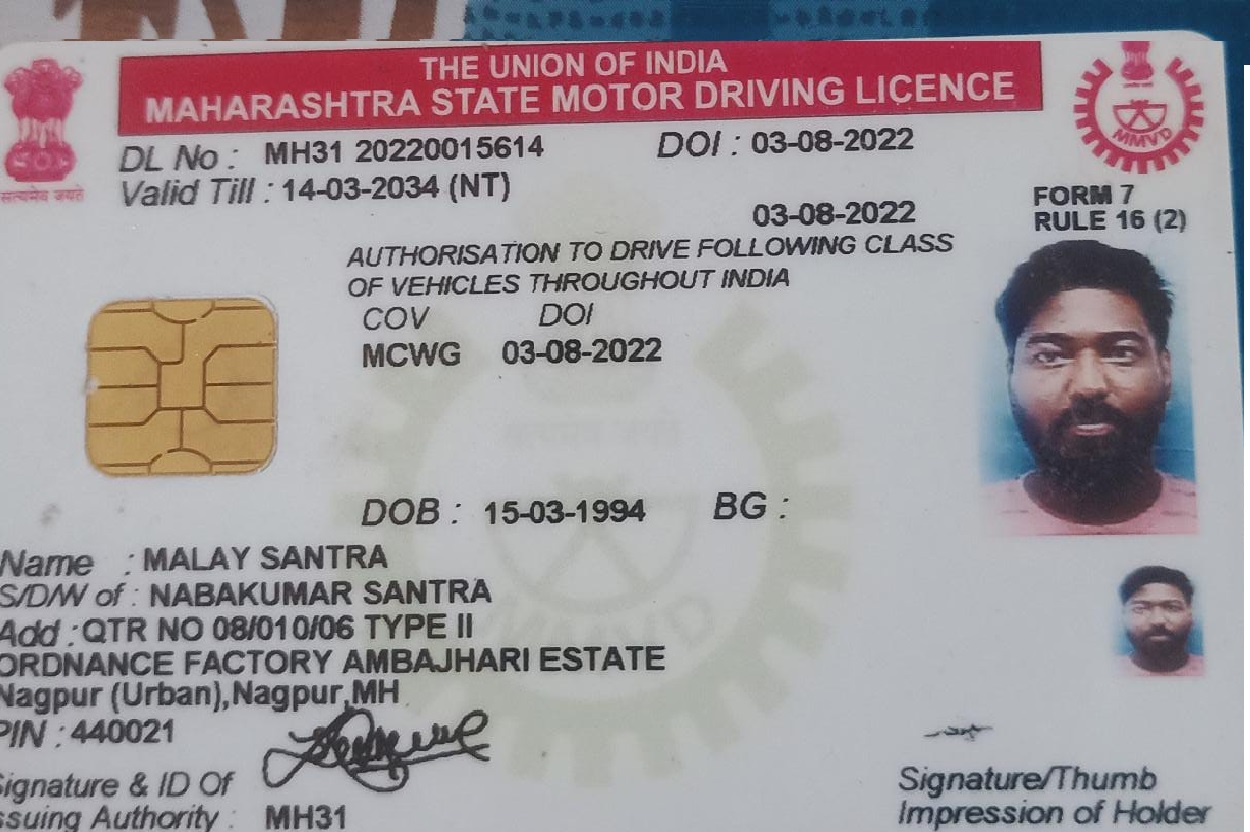 THE UNION OF INDIA
MAHARASHTRA STATE MOTOR DRIVING LICENCE
DL No : MH31 20220015614 DOI : 03-08-2022
Valid Till : 14-03-2034 (NT)
03-08-2022
FORM 7
RULE 16 (2)
AUTHORISATION TO DRIVE FOLLOWING CLASS
OF VEHICLES THROUGHOUT INDIA
COV DOI
MCWG 03-08-2022
DOB : 15-03-1994 BG :
Name : MALAY SANTRA
S/D/W of : NABAKUMAR SANTRA
Add : QTR NO 08/010/06 TYPE II
ORDNANCE FACTORY AMBAJHARI ESTATE
Nagpur (Urban),Nagpur,MH
PIN : 440021
Signature & ID Of
Issuing Authority : MH31
Signature/Thumb
Impression of Holder
सत्यमेव जयते
MMVD